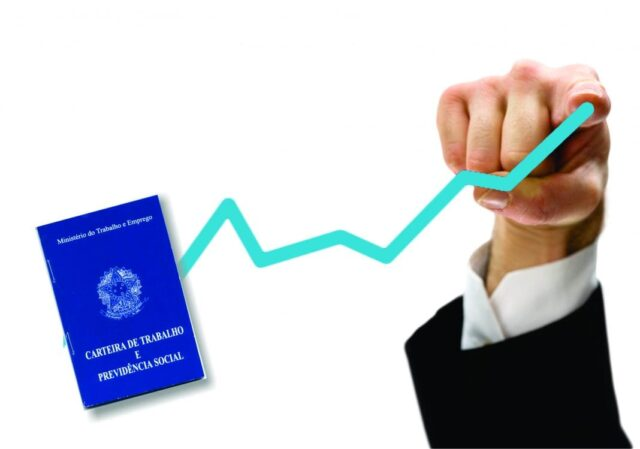 Ministério do Trabalho e Emprego
CARTEIRA DE TRABALHO
E
PREVIDÊNCIA SOCIAL